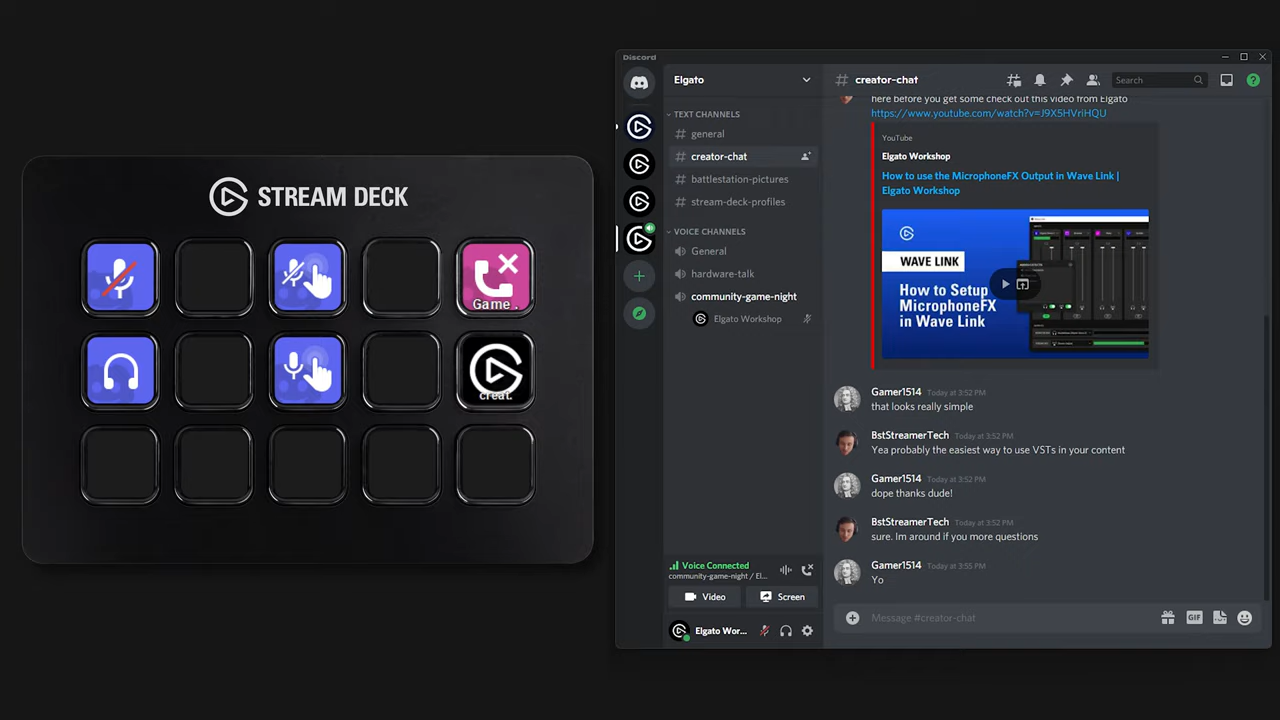 STREAM DECK
Game .
creat.
Discord
Elgato
TEXT CHANNELS
# general
# creator-chat
# battlestation-pictures
# stream-deck-profiles
VOICE CHANNELS
General
hardware-talk
community-game-night
Elgato Workshop
Voice Connected
community-game-night / El...
Video
Screen
Elgato Wor...
# creator-chat
Search
here before you get some check out this video from Elgato
https://www.youtube.com/watch?v=J9X5HVriHQU
YouTube
Elgato Workshop
How to use the MicrophoneFX Output in Wave Link |
Elgato Workshop
WAVE LINK
How to Setup
MicrophoneFX
in Wave Link
Gamer1514 Today at 3:52 PM
that looks really simple
BstStreamerTech Today at 3:52 PM
Yea probably the easiest way to use VSTs in your content
Gamer1514 Today at 3:52 PM
dope thanks dude!
BstStreamerTech Today at 3:52 PM
sure. Im around if you more questions
Gamer1514 Today at 3:55 PM
Yo
Message #creator-chat
GIF